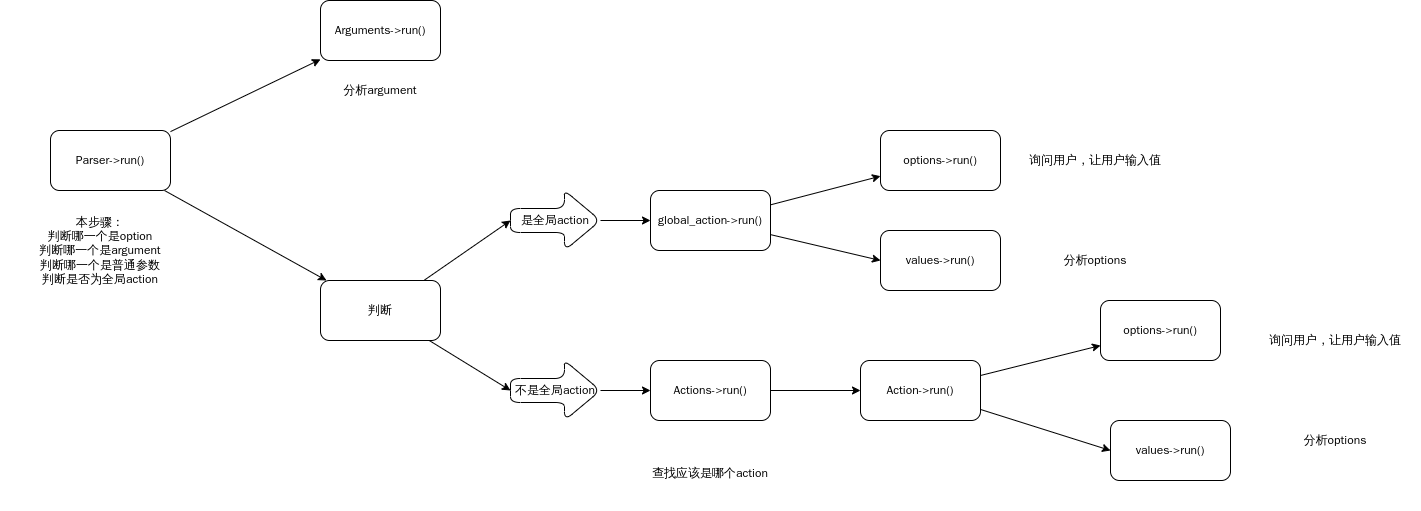 Arguments->run()
分析argument
Parser->run()
本步骤：
判断哪一个是option
判断哪一个是argument
判断哪一个是普通参数
判断是否为全局action
判断
是全局action
global_action->run()
options->run()
询问用户，让用户输入值
values->run()
分析options
不是全局action
Actions->run()
查找应该是哪个action
Action->run()
options->run()
询问用户，让用户输入值
values->run()
分析options